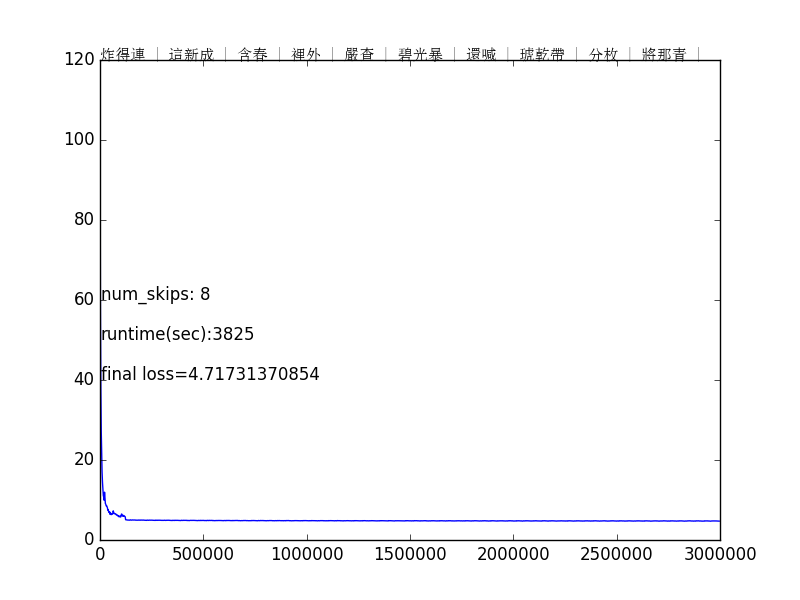 炸得連 | 這新成 | 含春 | 裡外 | 嚴查 | 碧光暴 | 還喊 | 琥乾帶 | 分枚 | 將那青 |
120
100
80
60
40
20
0
num_skips: 8
runtime(sec):3825
final loss=4.71731370854
0 500000 1000000 1500000 2000000 2500000 3000000